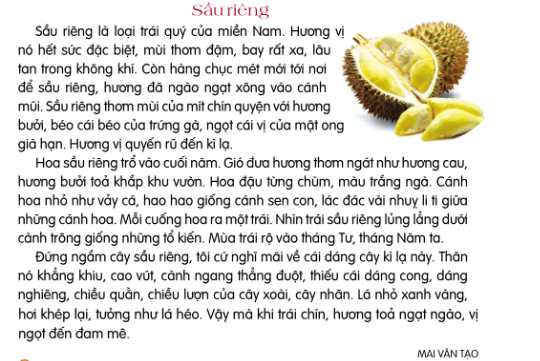 Sầu riêng
Sầu riêng là loại trái quý của miền Nam. Hương vị
nó hết sức đặc biệt, mùi thơm đậm, bay rất xa, lâu
tan trong không khí. Còn hàng chục mét mới tới nơi
để sầu riêng, hương đã ngào ngạt xông vào cánh
mũi. Sầu riêng thơm mùi của mít chín quyện với hương
bưởi, béo cái béo của trứng gà, ngọt cái vị của mật ong
già hạn. Hương vị quyến rũ đến kì lạ.
Hoa sầu riêng trổ vào cuối năm. Gió đưa hương thơm ngát như hương cau,
hương bưởi toả khắp khu vườn. Hoa đậu từng chùm, màu trắng ngà. Cánh
hoa nhỏ như vảy cá, hao hao giống cánh sen con, lác đác vài nhuỵ li ti giữa
những cánh hoa. Mỗi cuống hoa ra một trái. Nhìn trái sầu riêng lủng lẳng dưới
cành trông giống những tổ kiến. Mùa trái rộ vào tháng Tư, tháng Năm ta.
Đứng ngắm cây sầu riêng, tôi cứ nghĩ mãi về cái dáng cây kì lạ này. Thân
nó khẳng khiu, cao vút, cành ngang thẳng đuột, thiếu cái dáng cong, dáng
nghiêng, chiều quằn, chiều lượn của cây xoài, cây nhãn. Lá nhỏ xanh vàng,
hơi khép lại, tưởng như lá héo. Vậy mà khi trái chín, hương toả ngạt ngào, vị
ngọt đến đam mê.
MAI VĂN TẠO